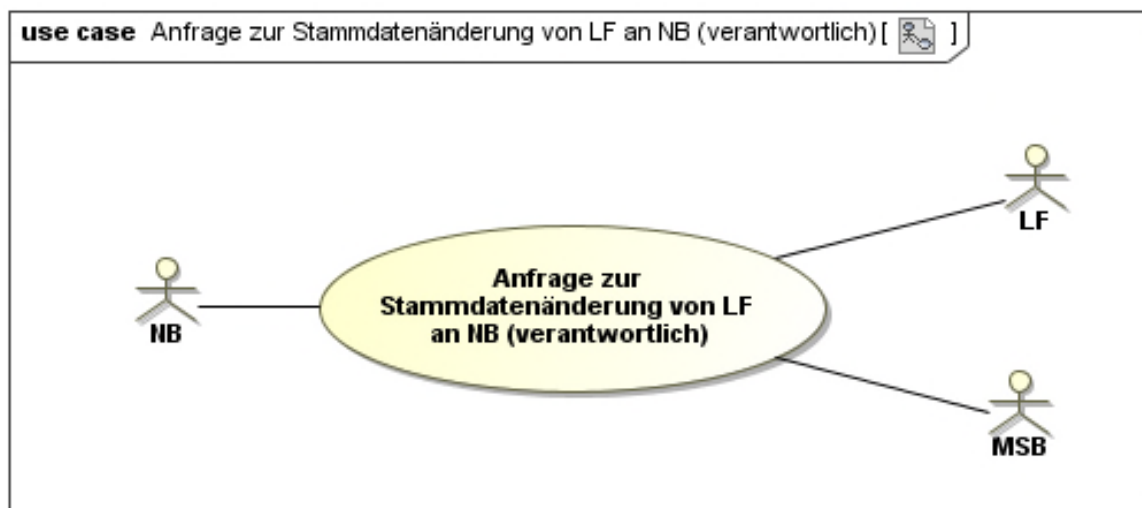 use case Anfrage zur Stammdatenänderung von LF an NB (verantwortlich) [ ]
LF
Anfrage zur
Stammdatenänderung von LF
an NB (verantwortlich)
NB
MSB